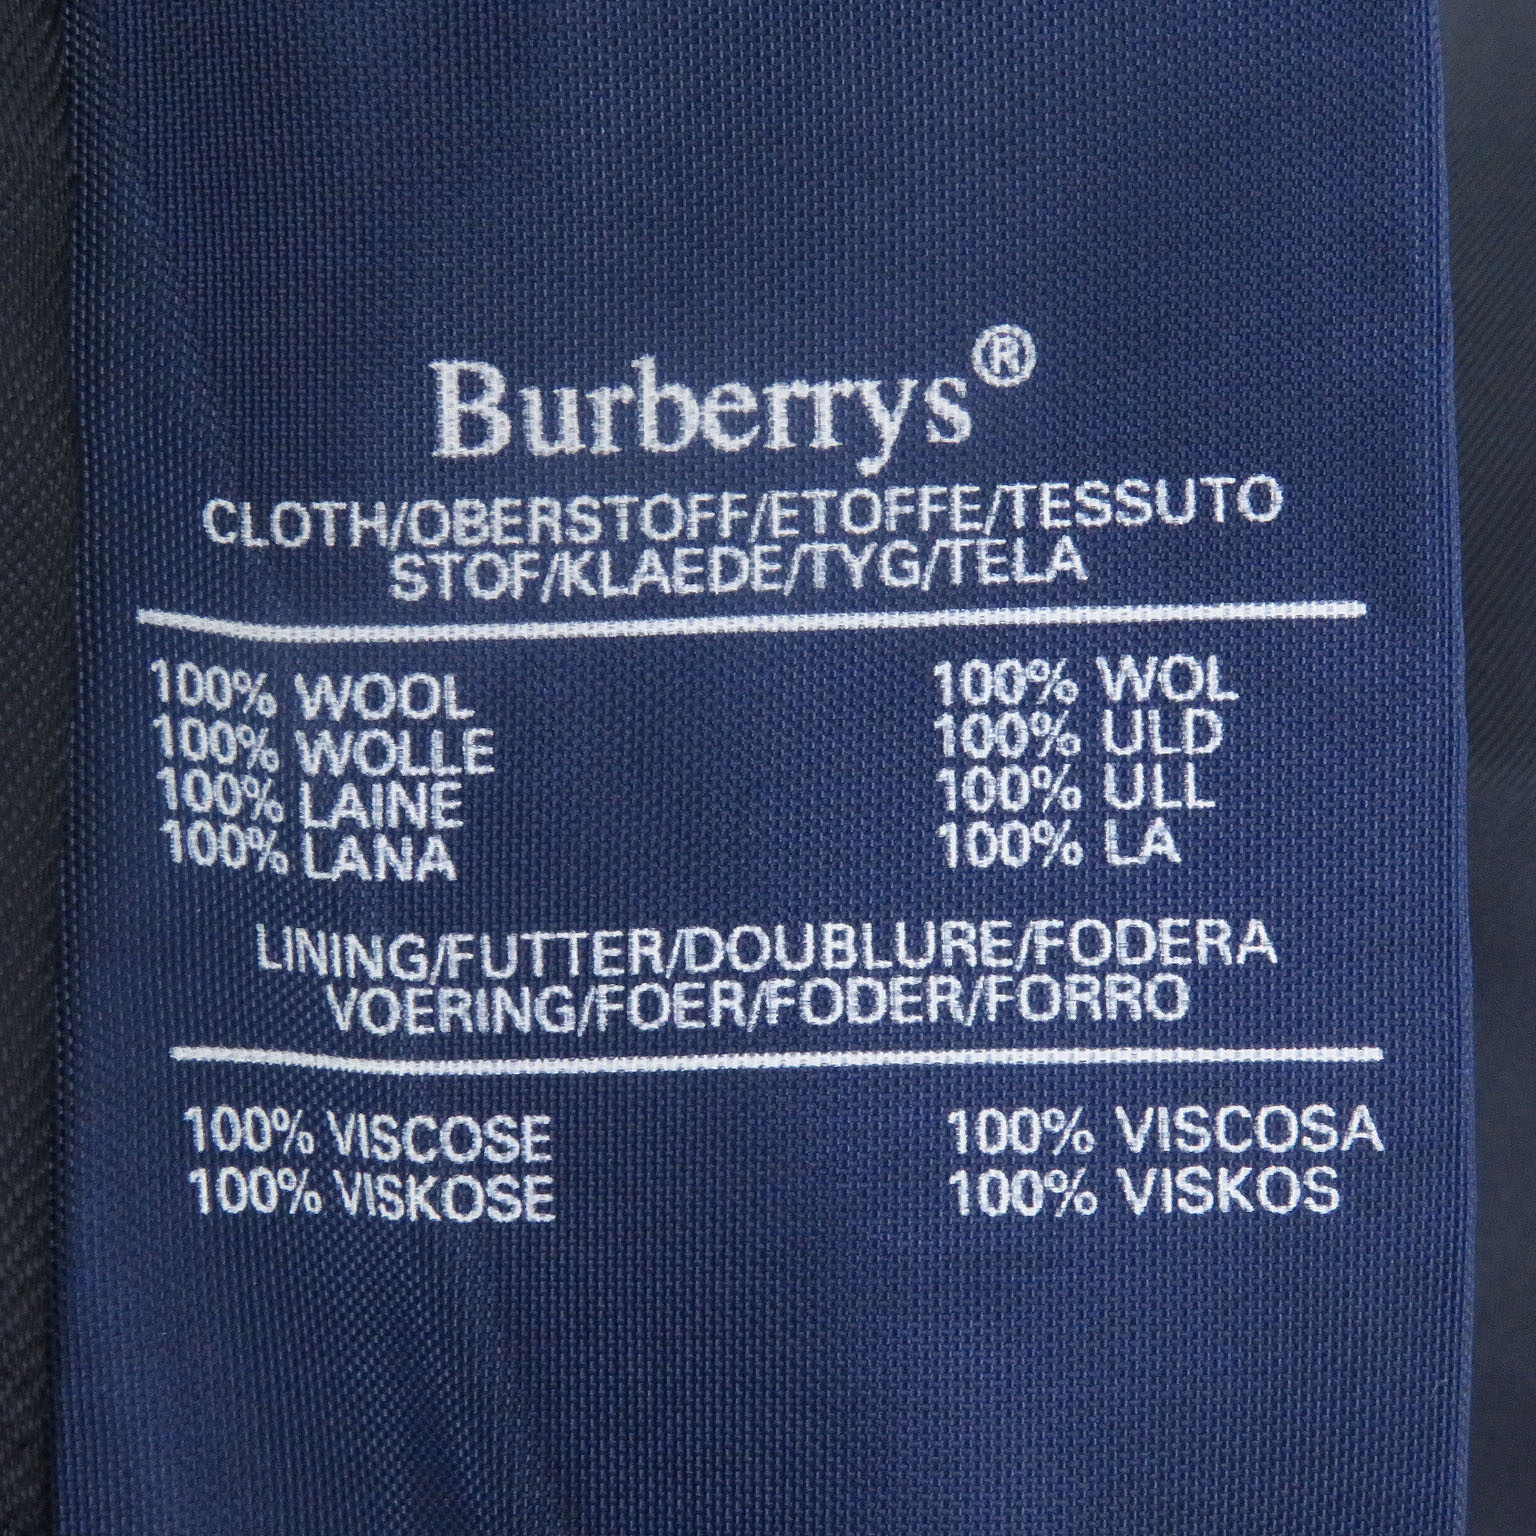 Burberrys®
CLOTH/OBERSTOFF/ETOFFE/TESSUTO
STOF/KLAEDE/TYG/TELA
100% WOOL 100% WOL
100% WOLLE 100% ULD
100% LAINE 100% ULL
100% LANA 100% LA
LINING/FUTTER/DOUBLURE/FODERA
VOERING/FOER/FODER/FORRO
100% VISCOSE 100% VISCOSA
100% VISKOSE 100% VISKOS